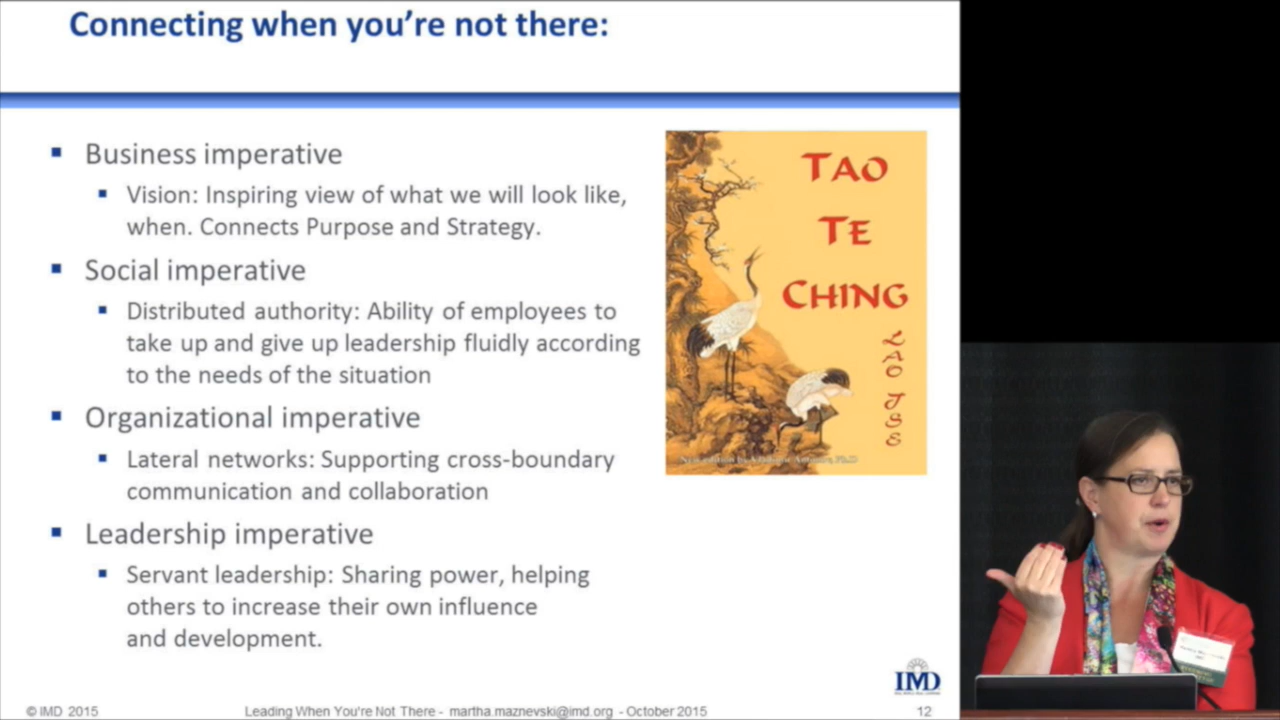 Connecting when you're not there:
Business imperative
Vision: Inspiring view of what we will look like,
when. Connects Purpose and Strategy.
Social imperative
Distributed authority: Ability of employees to
take up and give up leadership fluidly according
to the needs of the situation
Organizational imperative
Lateral networks: Supporting cross-boundary
communication and collaboration
Leadership imperative
Servant leadership: Sharing power, helping
others to increase their own influence
and development.
TAO
TE
CHING
LAO TSE
IMD
© IMD 2015
Leading When You're Not There - martha.maznevski@imd.org - October 2015
12